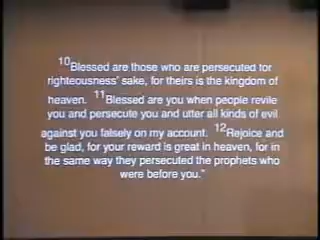 10Blessed are those who are persecuted for
righteousness' sake, for theirs is the kingdom of
heaven. 11Blessed are you when people revile
you and persecute you and utter all kinds of evil
against you falsely on my account. 12Rejoice and
be glad, for your reward is great in heaven, for in
the same way they persecuted the prophets who
were before you."